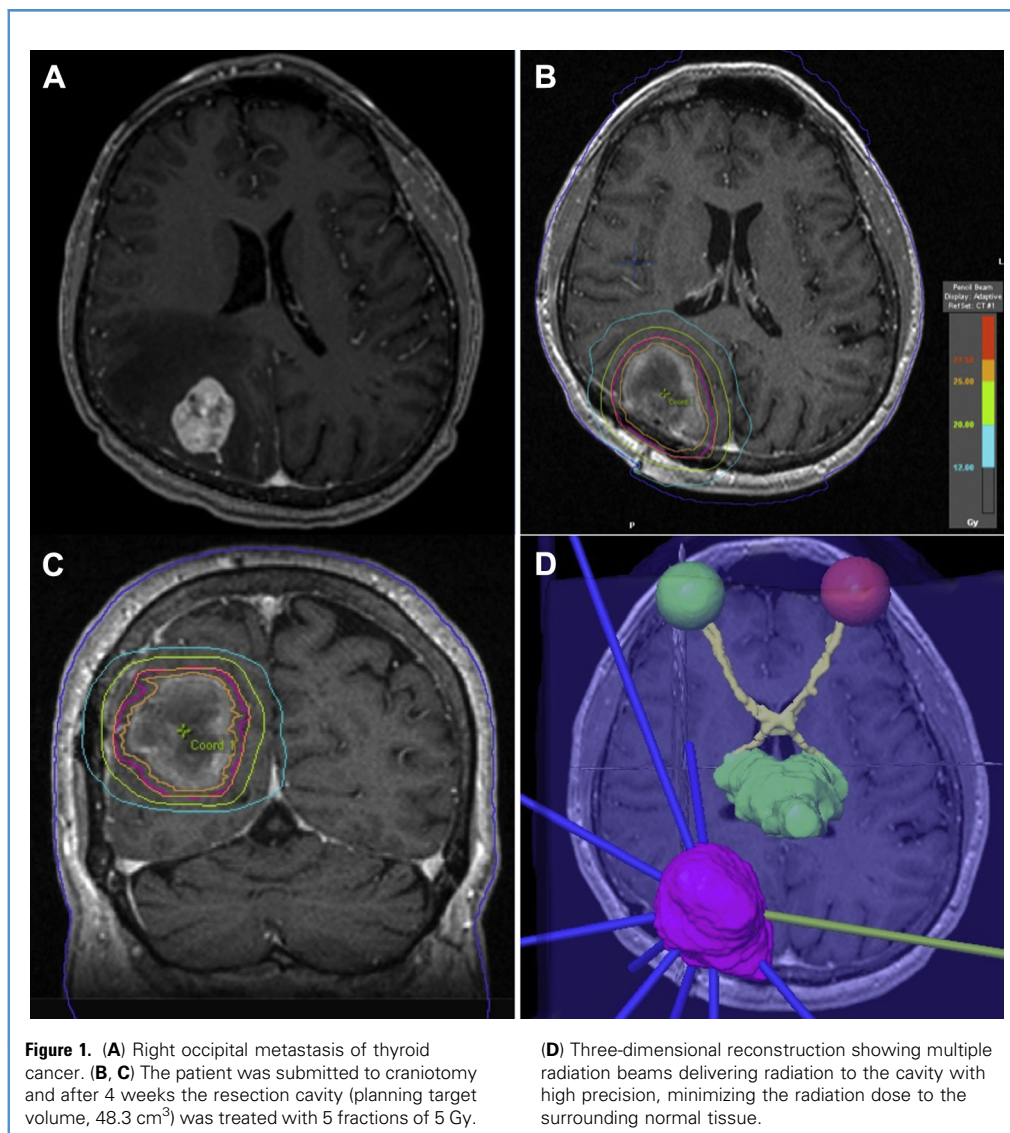 A
B
L
Pencil Beam
Display: Adaptive
RefSet: CT #1
27.50
25.00
20.00
12.00
Gy
Coord 1
P
C
D
Coord 1
Figure 1. (A) Right occipital metastasis of thyroid
cancer. (B, C) The patient was submitted to craniotomy
and after 4 weeks the resection cavity (planning target
volume, 48.3 cm³) was treated with 5 fractions of 5 Gy.
(D) Three-dimensional reconstruction showing multiple
radiation beams delivering radiation to the cavity with
high precision, minimizing the radiation dose to the
surrounding normal tissue.